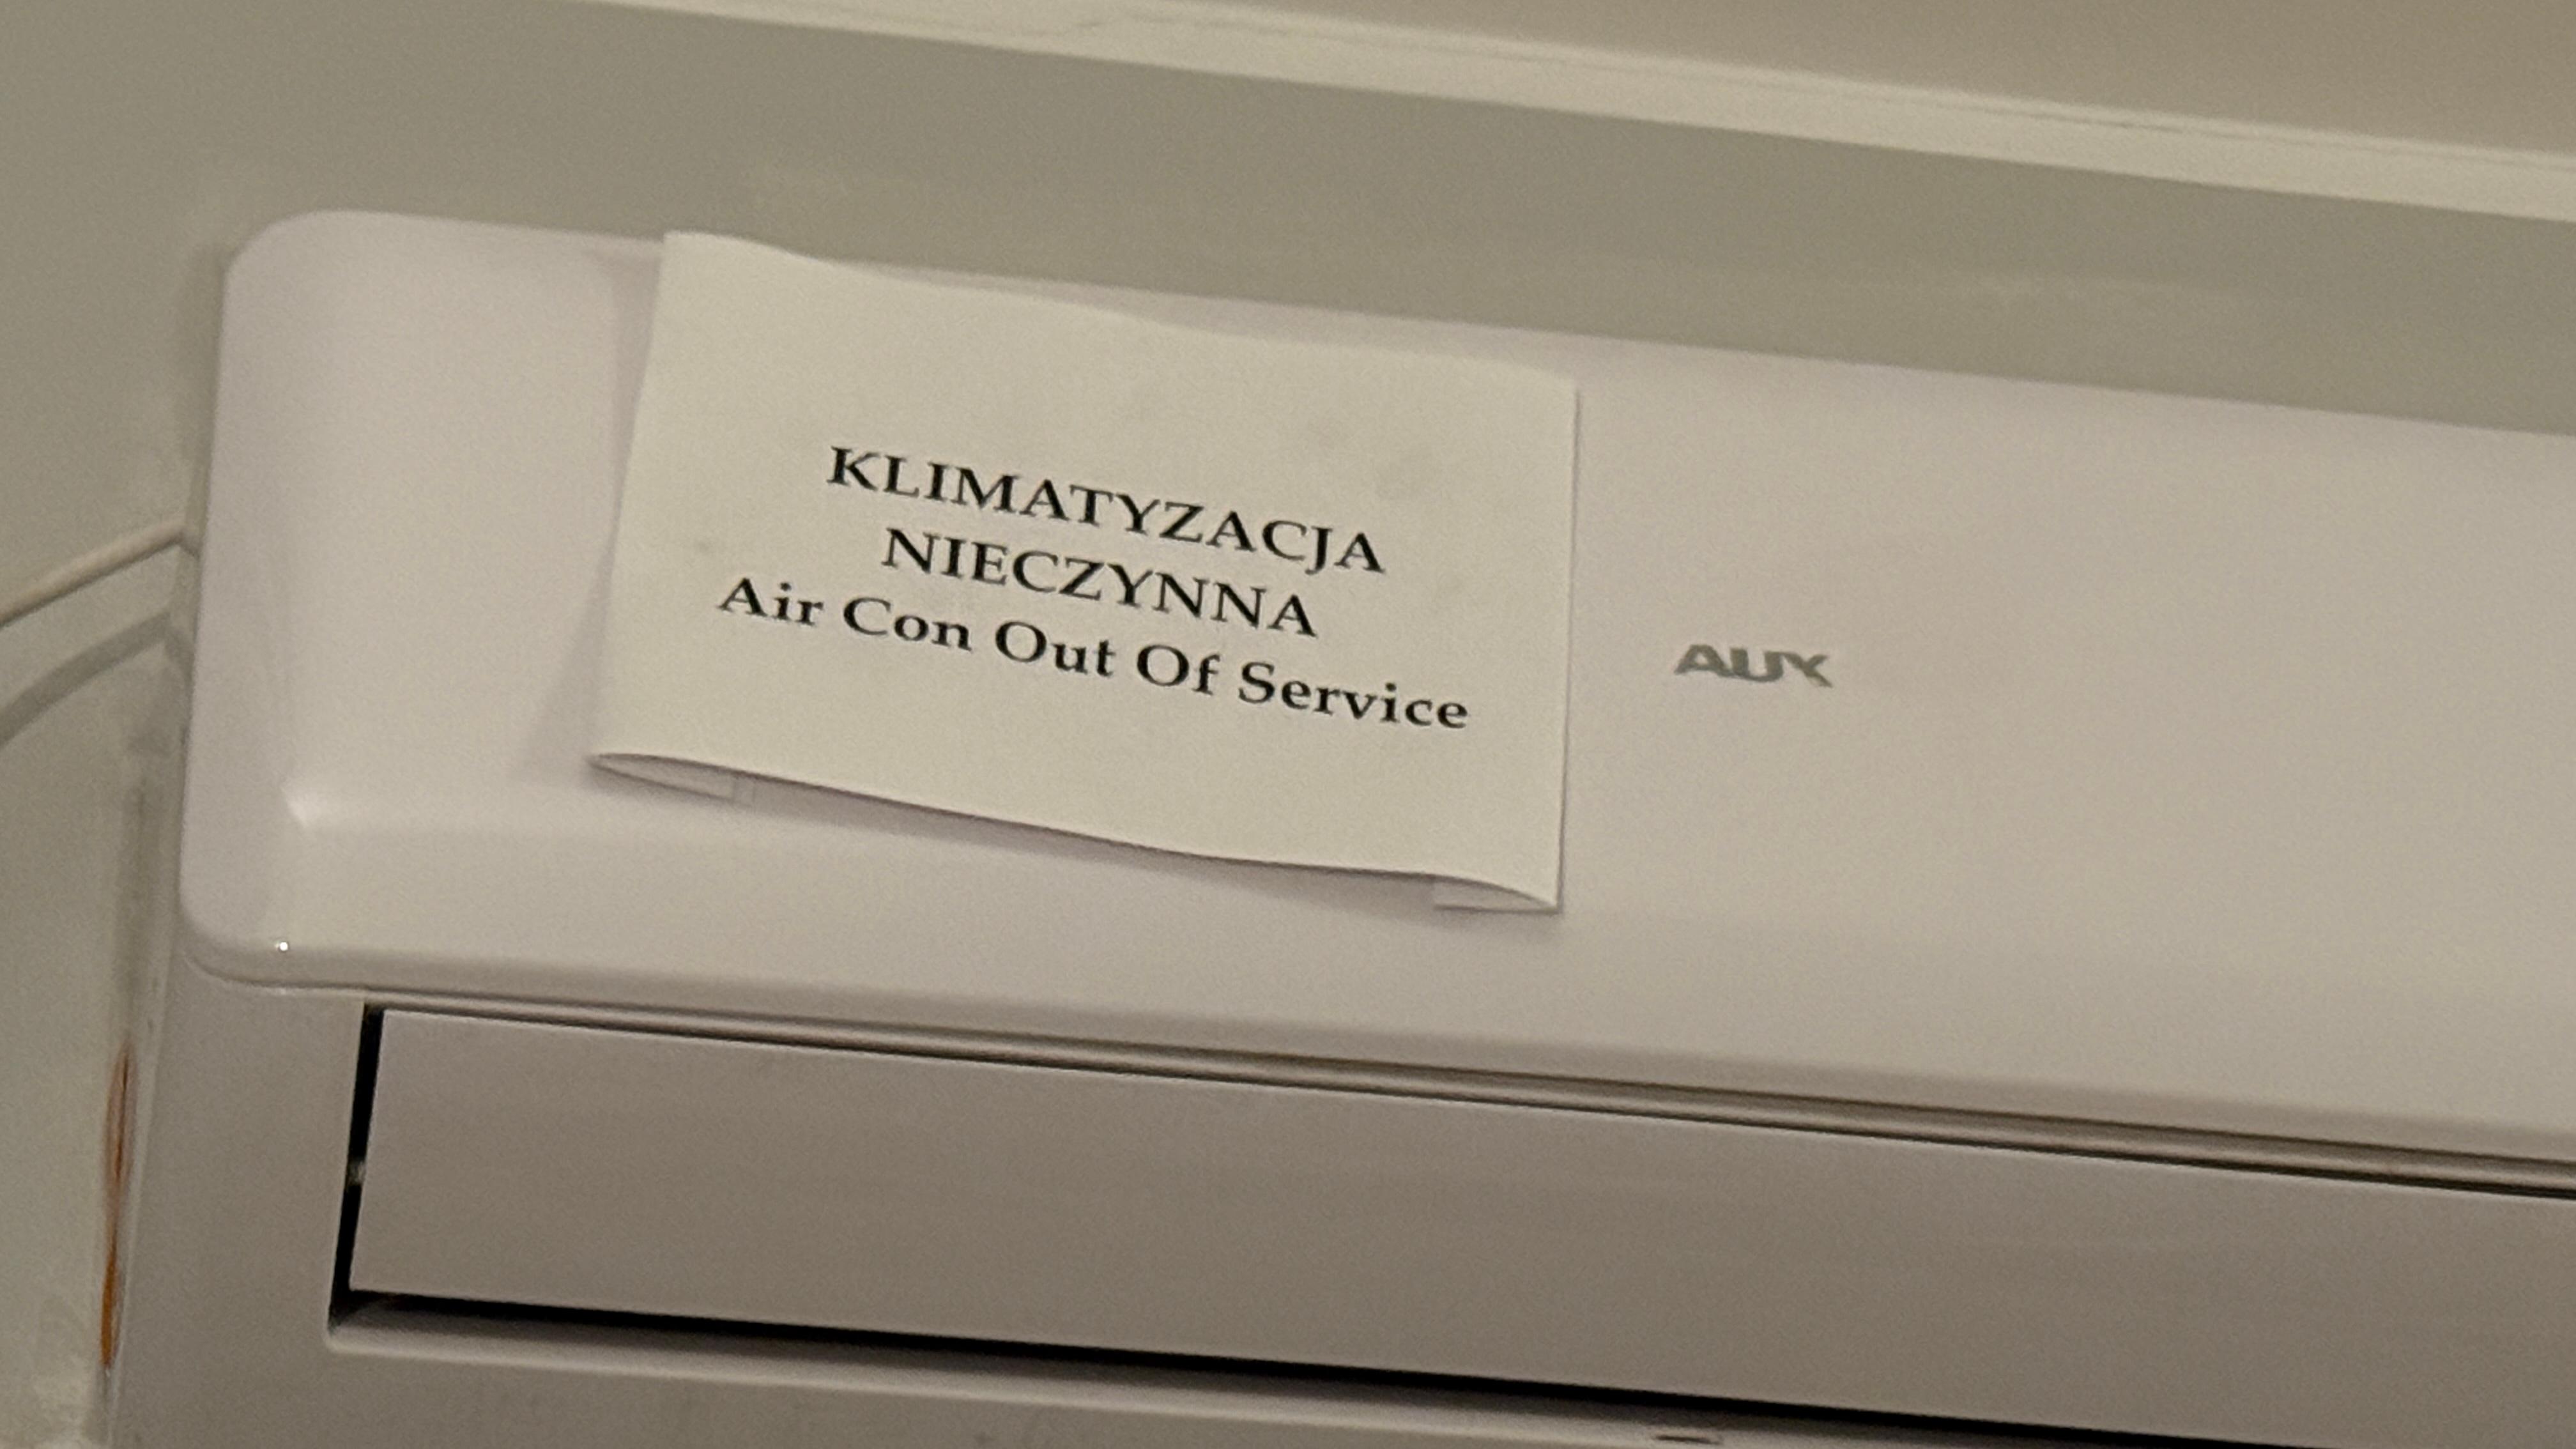 KLIMATYZACJA
NIECZYNNA
Air Con Out Of Service
AUX